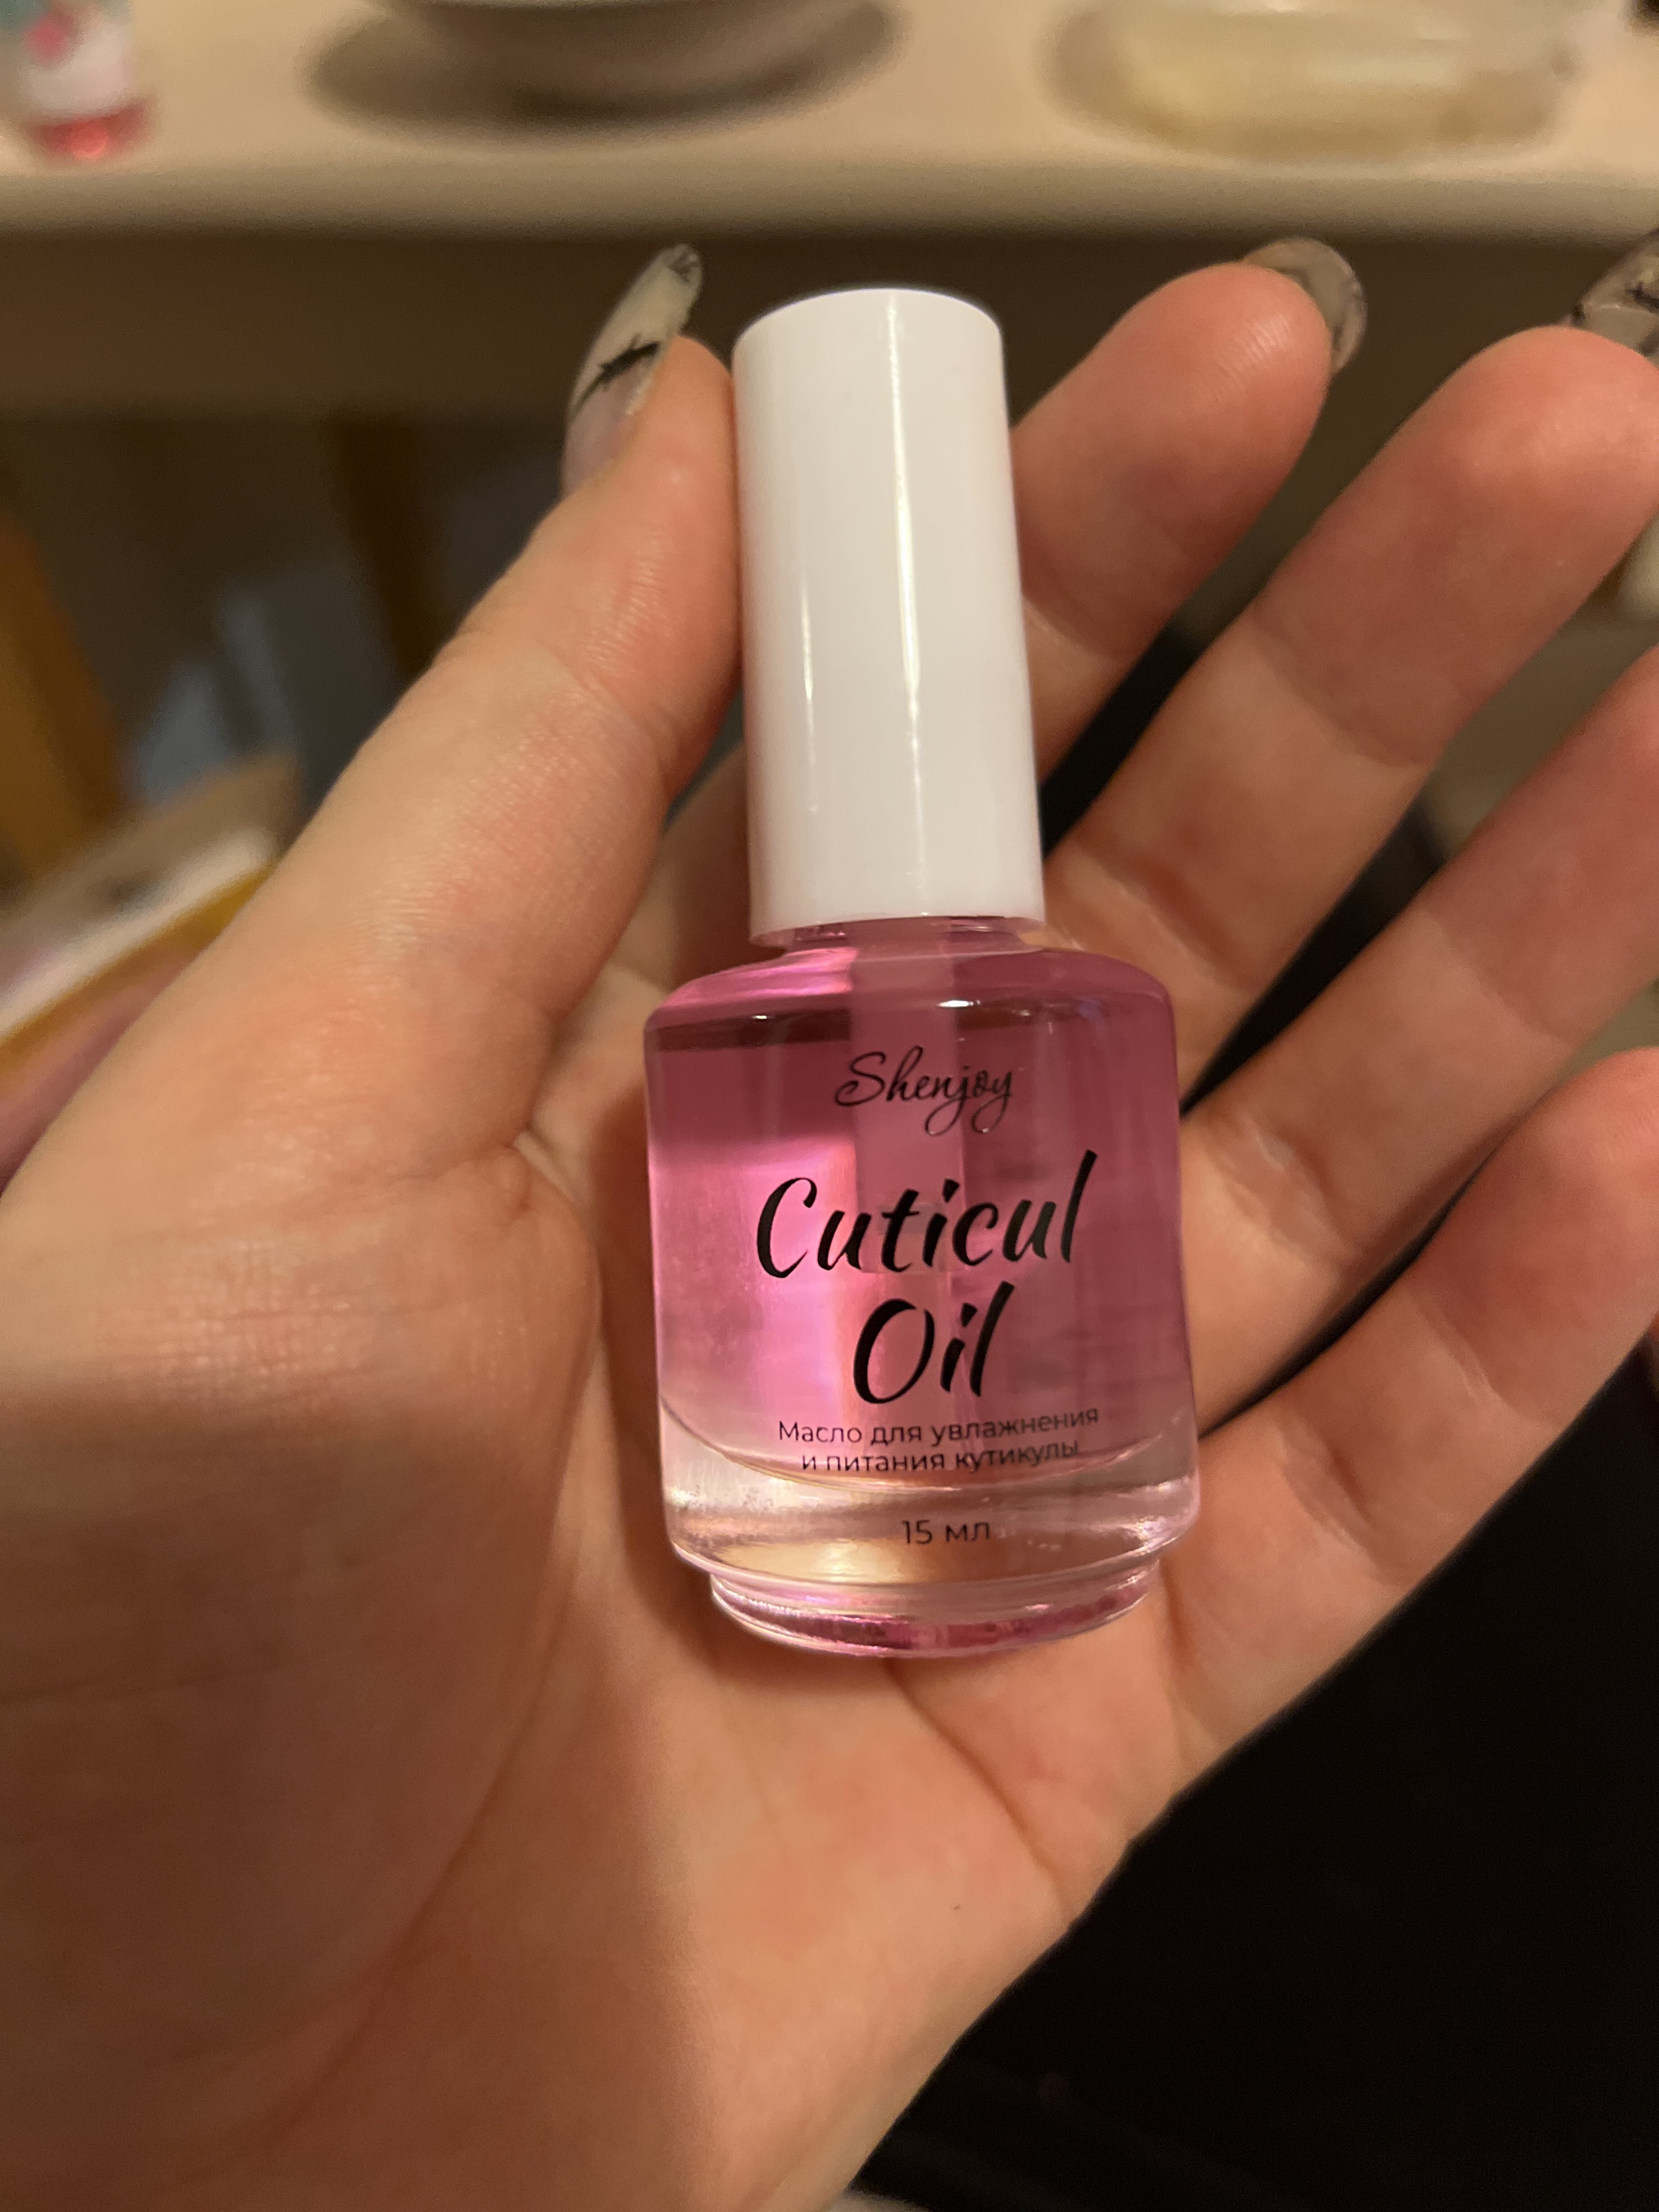 Shenjoy
Cuticul
Oil
Масло для увлажнения
и питания кутикулы
15 мл